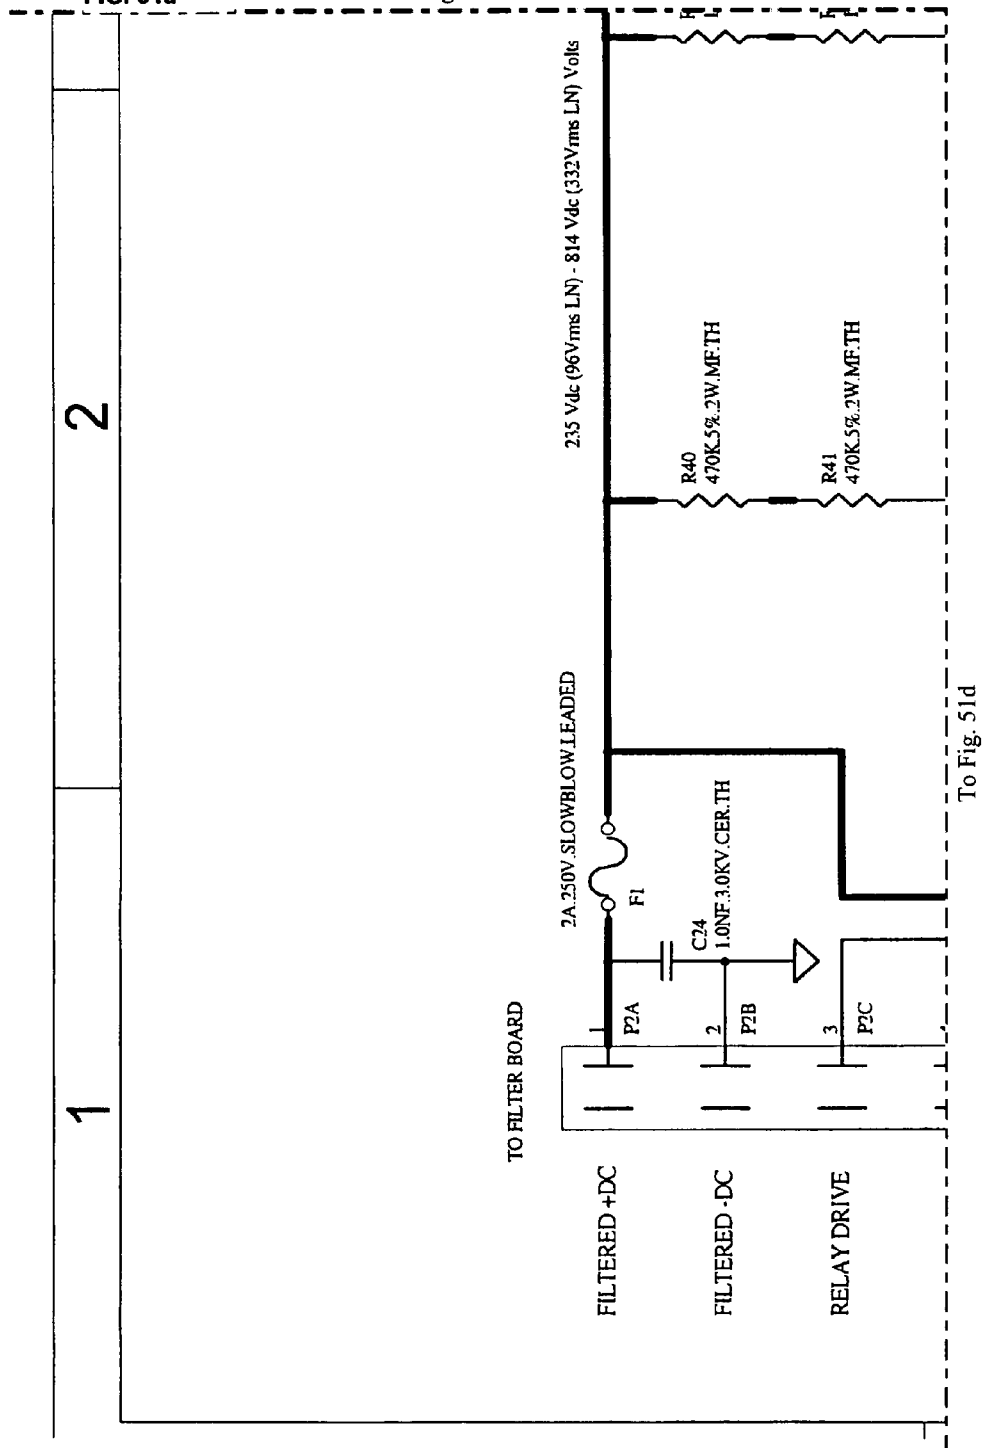 1
2
TO FILTER BOARD
FILTERED +DC
FILTERED -DC
RELAY DRIVE
1
P2A
2
P2B
3
P2C
2A.250V.SLOWBLOW.LEADED
F1
C24
1.0NF.3.0KV.CER.TH
235 Vdc (96Vrms LN) - 814 Vdc (332Vrms LN) Volts
R40
470K.5%.2W.MF.TH
R41
470K.5%.2W.MF.TH
To Fig. 51d